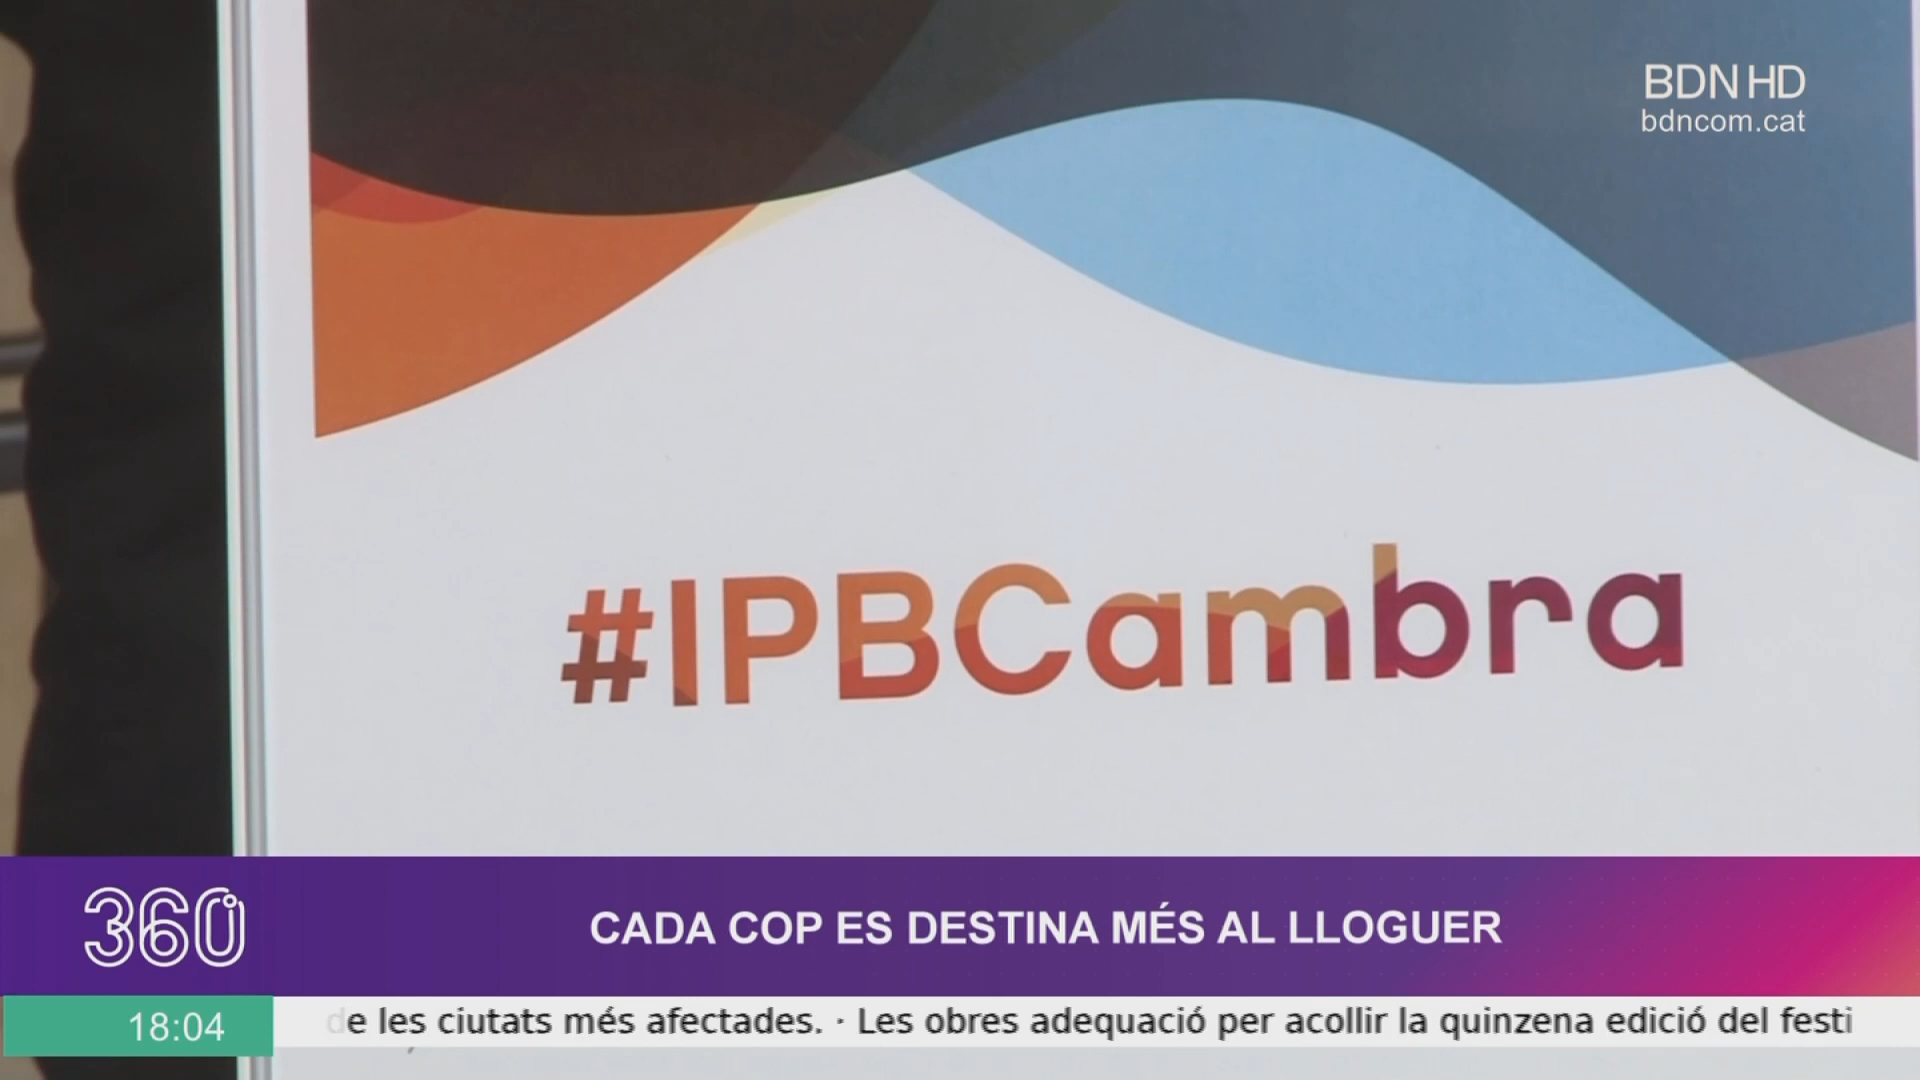 BDN HD
bdncom.cat
#IPBCambra
360
CADA COP ES DESTINA MÉS AL LLOGUER
18:04
de les ciutats més afectades. · Les obres adequació per acollir la quinzena edició del festi